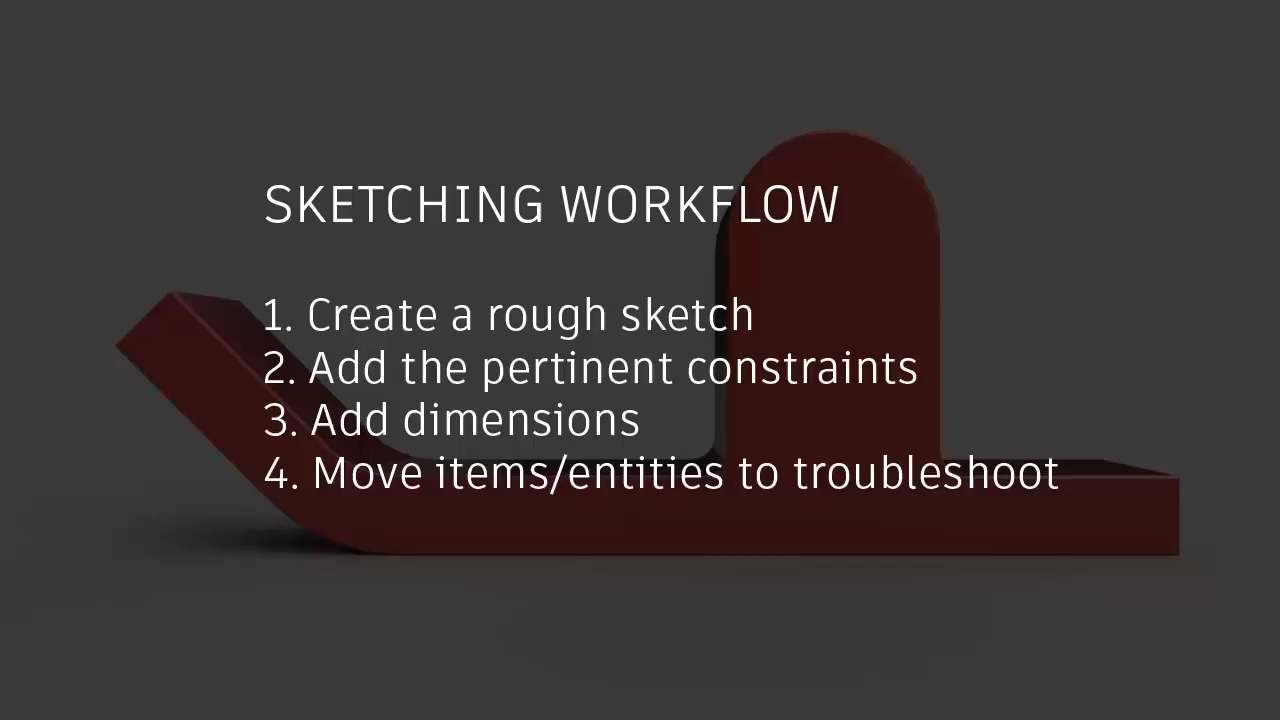 SKETCHING WORKFLOW
1. Create a rough sketch
2. Add the pertinent constraints
3. Add dimensions
4. Move items/entities to troubleshoot